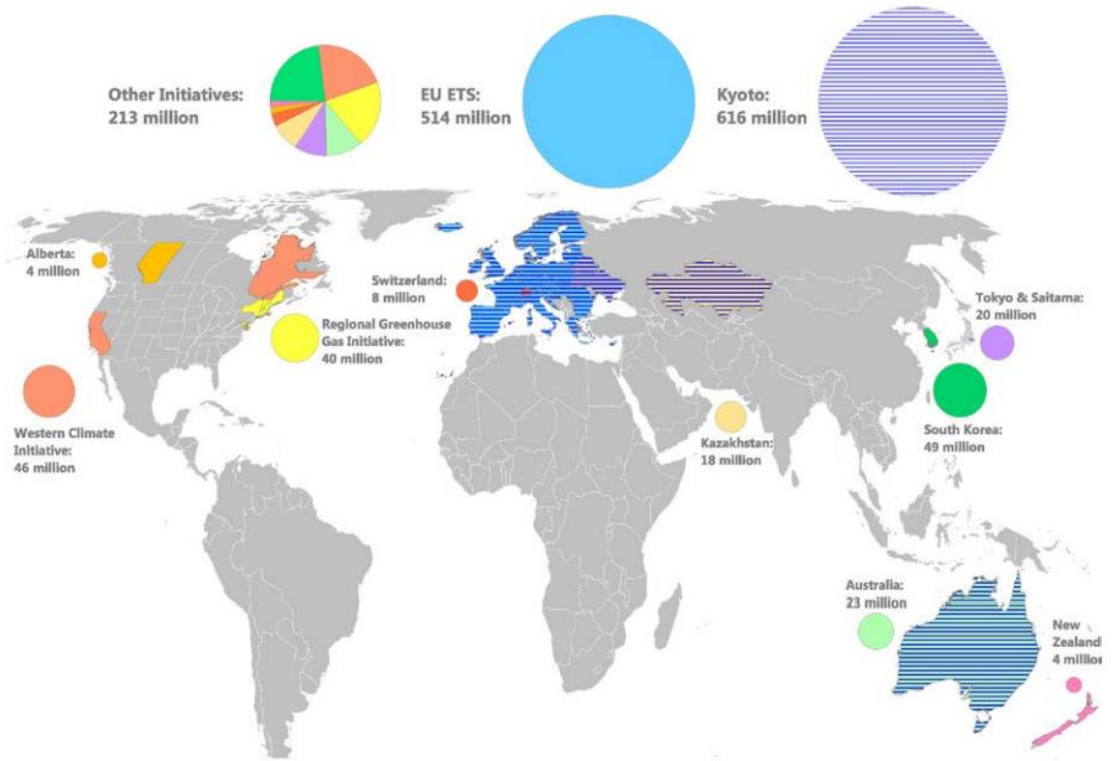 Other Initiatives:
213 million
EU ETS:
514 million
Kyoto:
616 million
Alberta:
4 million
Switzerland:
8 million
Regional Greenhouse
Gas Initiative:
40 million
Tokyo & Saitama:
20 million
Western Climate
Initiative:
46 million
Kazakhstan:
18 million
South Korea:
49 million
Australia:
23 million
New
Zealand:
4 million